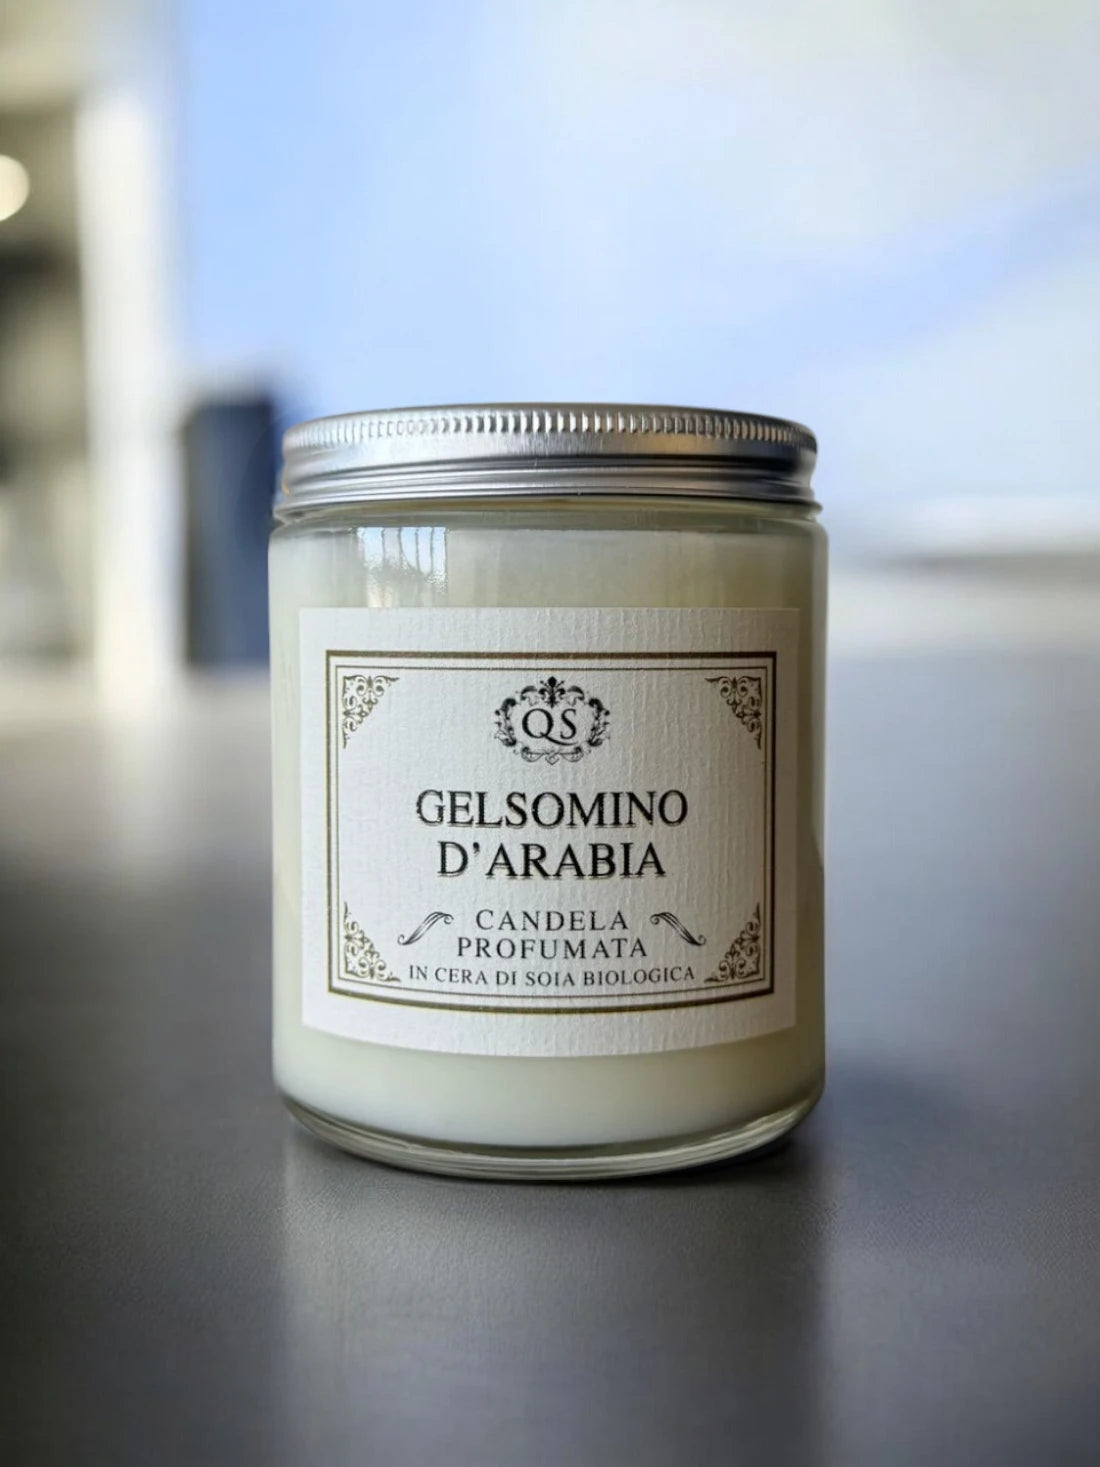 QS
GELSOMINO
D'ARABIA
CANDELA
PROFUMATA
IN CERA DI SOIA BIOLOGICA